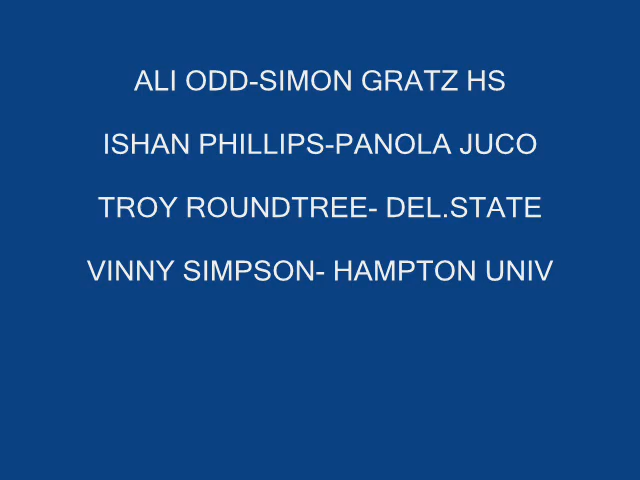 ALI ODD-SIMON GRATZ HS
ISHAN PHILLIPS-PANOLA JUCO
TROY ROUNDTREE- DEL.STATE
VINNY SIMPSON- HAMPTON UNIV